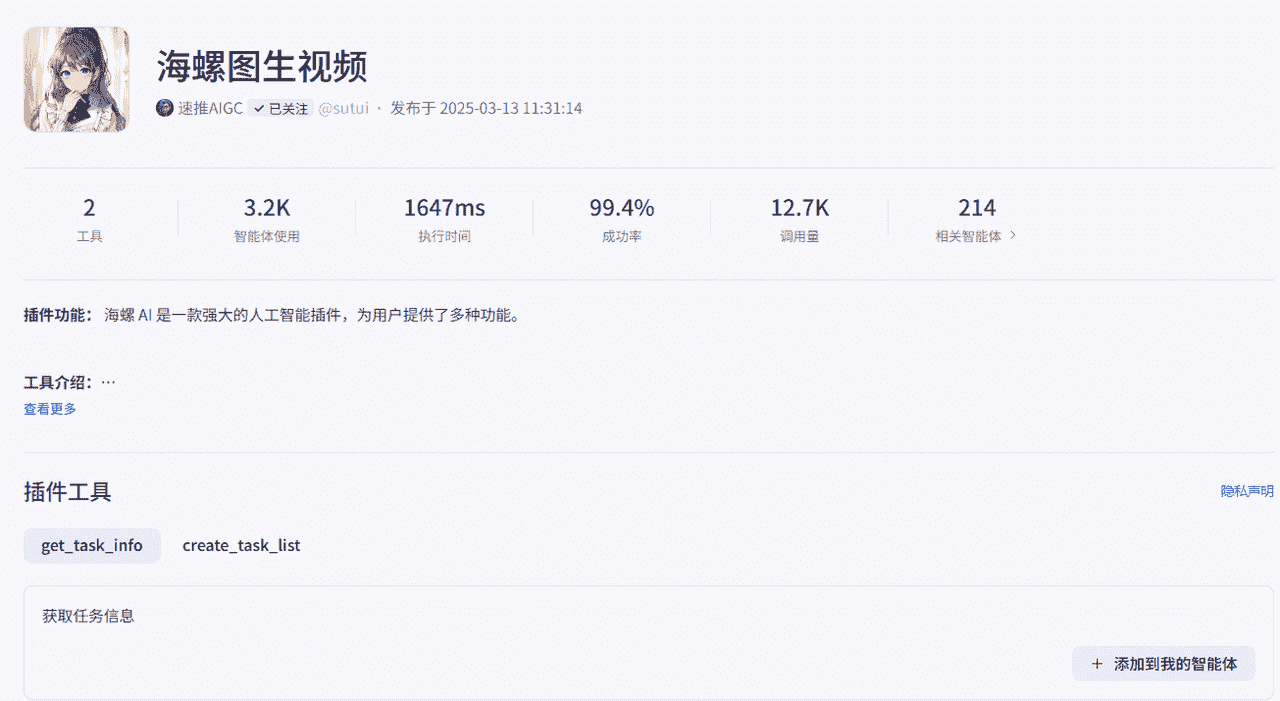 海螺图生视频
速推AIGC 已关注 @sutui • 发布于 2025-03-13 11:31:14
2 3.2K 1647ms 99.4% 12.7K 214
工具 智能体使用 执行时间 成功率 调用量 相关智能体
插件功能： 海螺 AI 是一款强大的人工智能插件，为用户提供了多种功能。
工具介绍：…
查看更多
插件工具 隐私声明
get_task_info create_task_list
获取任务信息
+ 添加到我的智能体